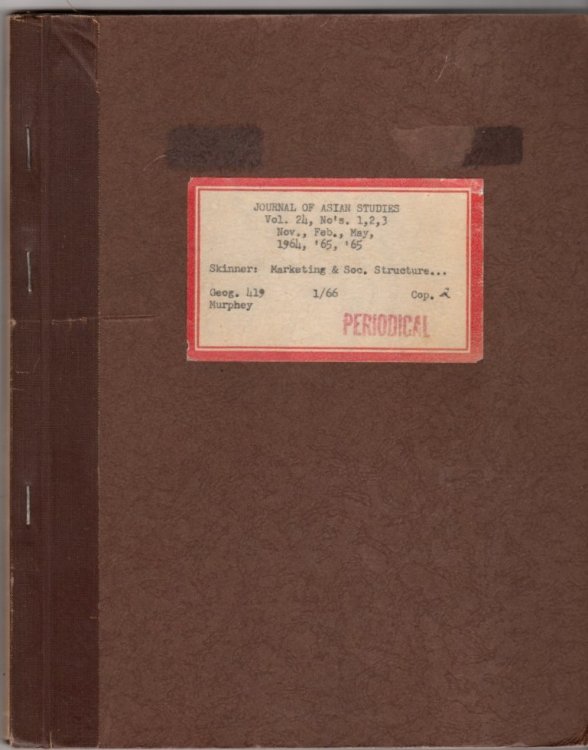 JOURNAL OF ASIAN STUDIES
Vol. 24, No's. 1,2,3
Nov., Feb., May,
1964, '65, '65
Skinner: Marketing & Soc. Structure...
Geog. 419 1/66 Cop. 2
Murphey
PERIODICAL